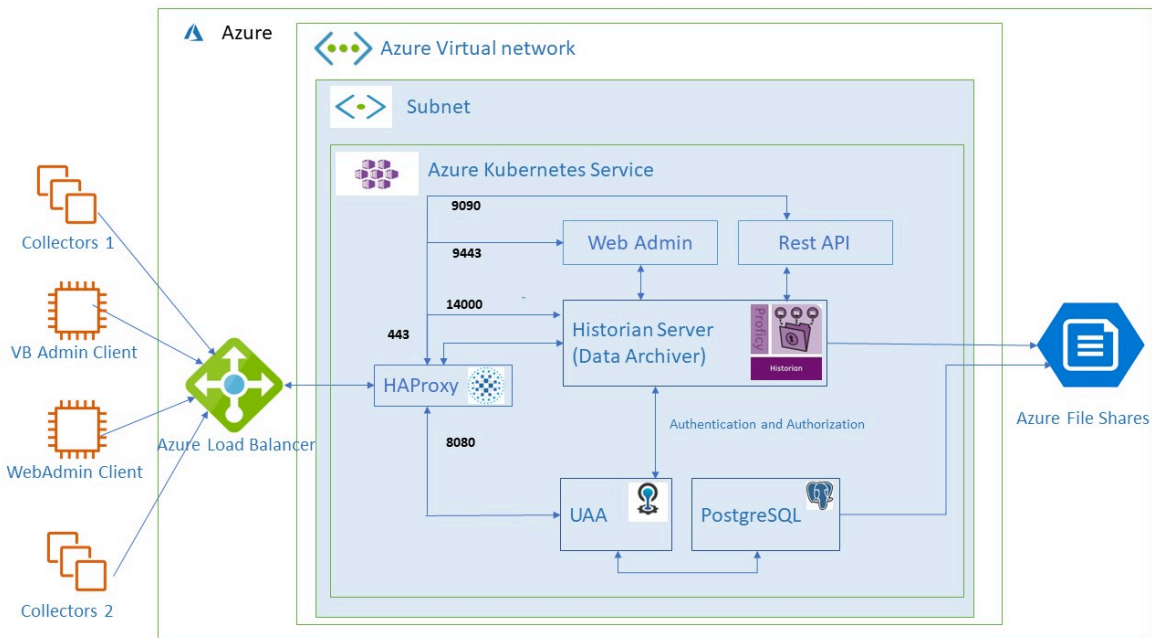 Azure
Azure Virtual network
Subnet
Azure Kubernetes Service
9090
Web Admin
Rest API
9443
Collectors 1
14000
443
Historian Server
(Data Archiver)
Proficy
Historian
VB Admin Client
HAProxy
Azure File Shares
Authentication and Authorization
Azure Load Balancer
8080
WebAdmin Client
UAA
PostgreSQL
Collectors 2